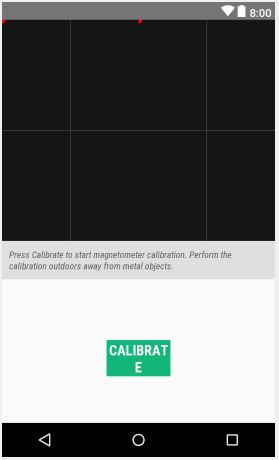 8:00
Press Calibrate to start magnetometer calibration. Perform the
calibration outdoors away from metal objects.
CALIBRAT
E